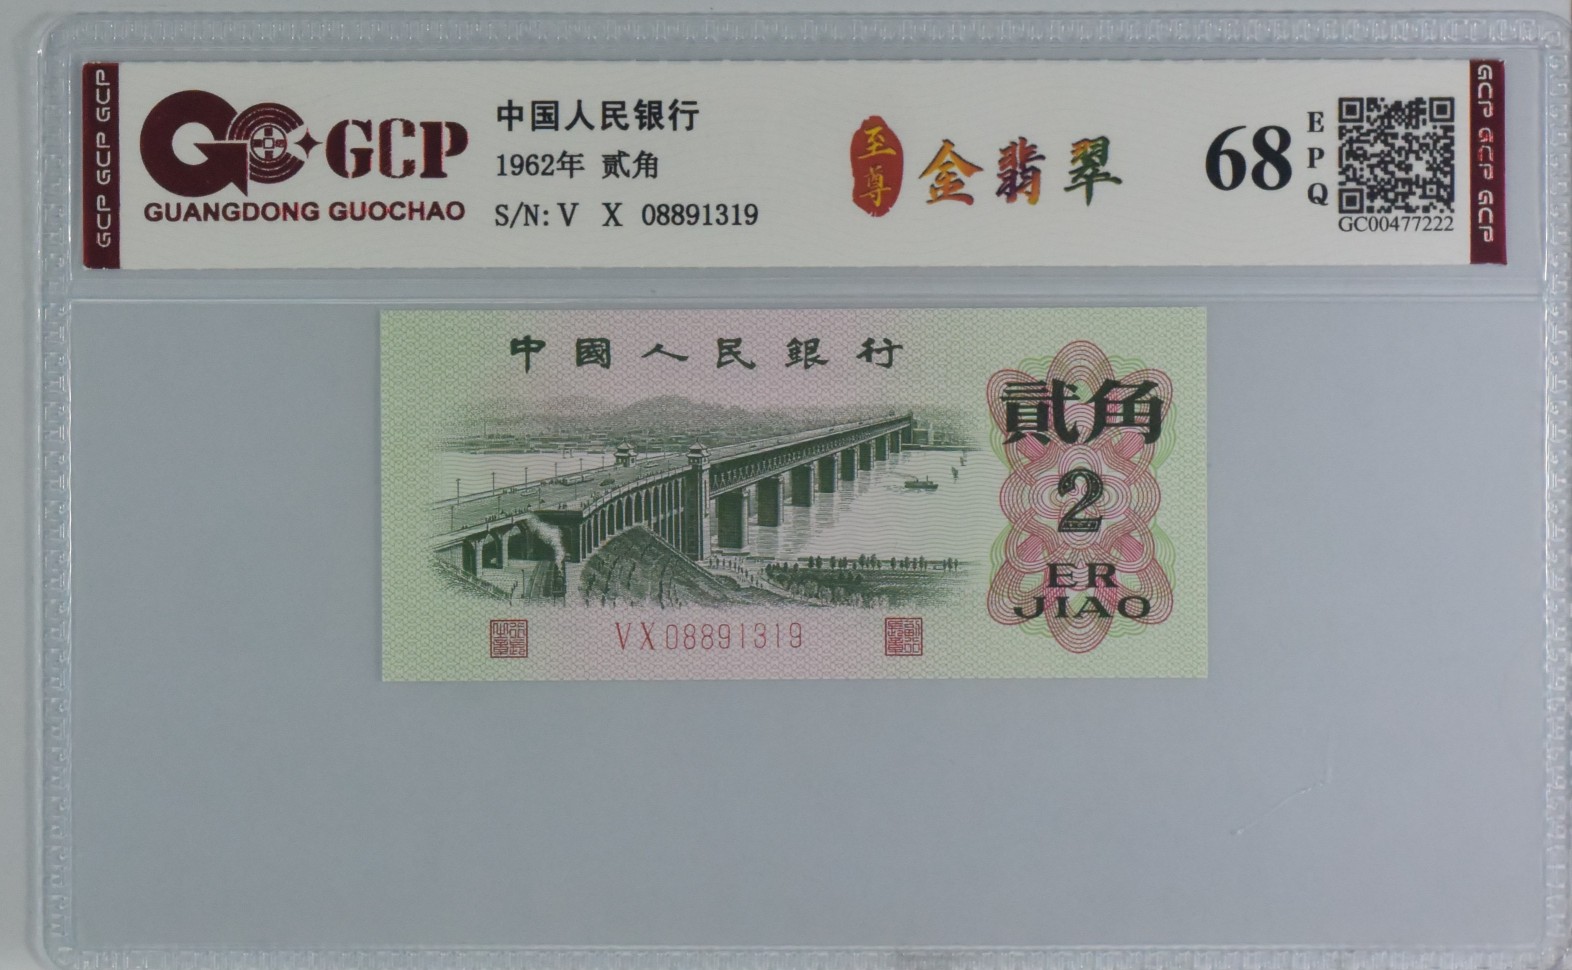 GCP GCP GCP
GCP
GUANGDONG GUOCHAO
中国人民银行
1962年 贰角
S/N: V X 08891319
至尊
金翡翠
68
EPQ
GC00477222
GCP GCP GCP
中國人民銀行
貳角
2
ER
JIAO
VX08891319